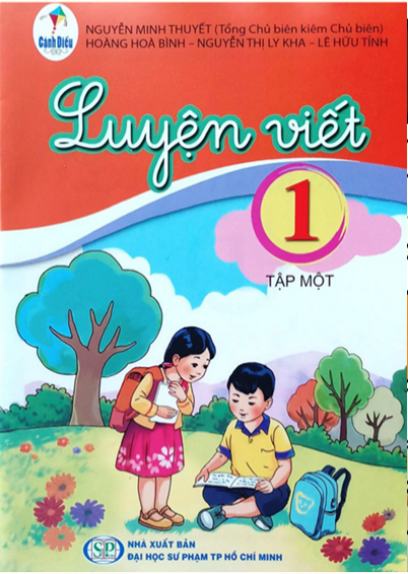 NGUYỄN MINH THUYẾT (Tổng Chủ biên kiêm Chủ biên)
Cánh Diều
HOÀNG HOÀ BÌNH – NGUYỄN THỊ LY KHA – LÊ HỮU TỈNH
Luyện viết
1
TẬP MỘT
SP
NHÀ XUẤT BẢN
ĐẠI HỌC SƯ PHẠM TP HỒ CHÍ MINH